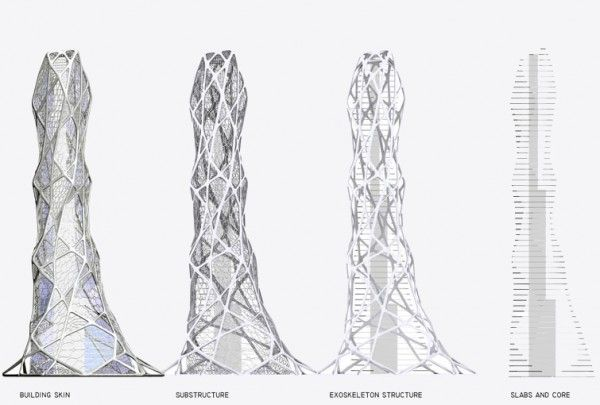 BUILDING SKIN
SUBSTRUCTURE
EXOSKELETON STRUCTURE
SLABS AND CORE